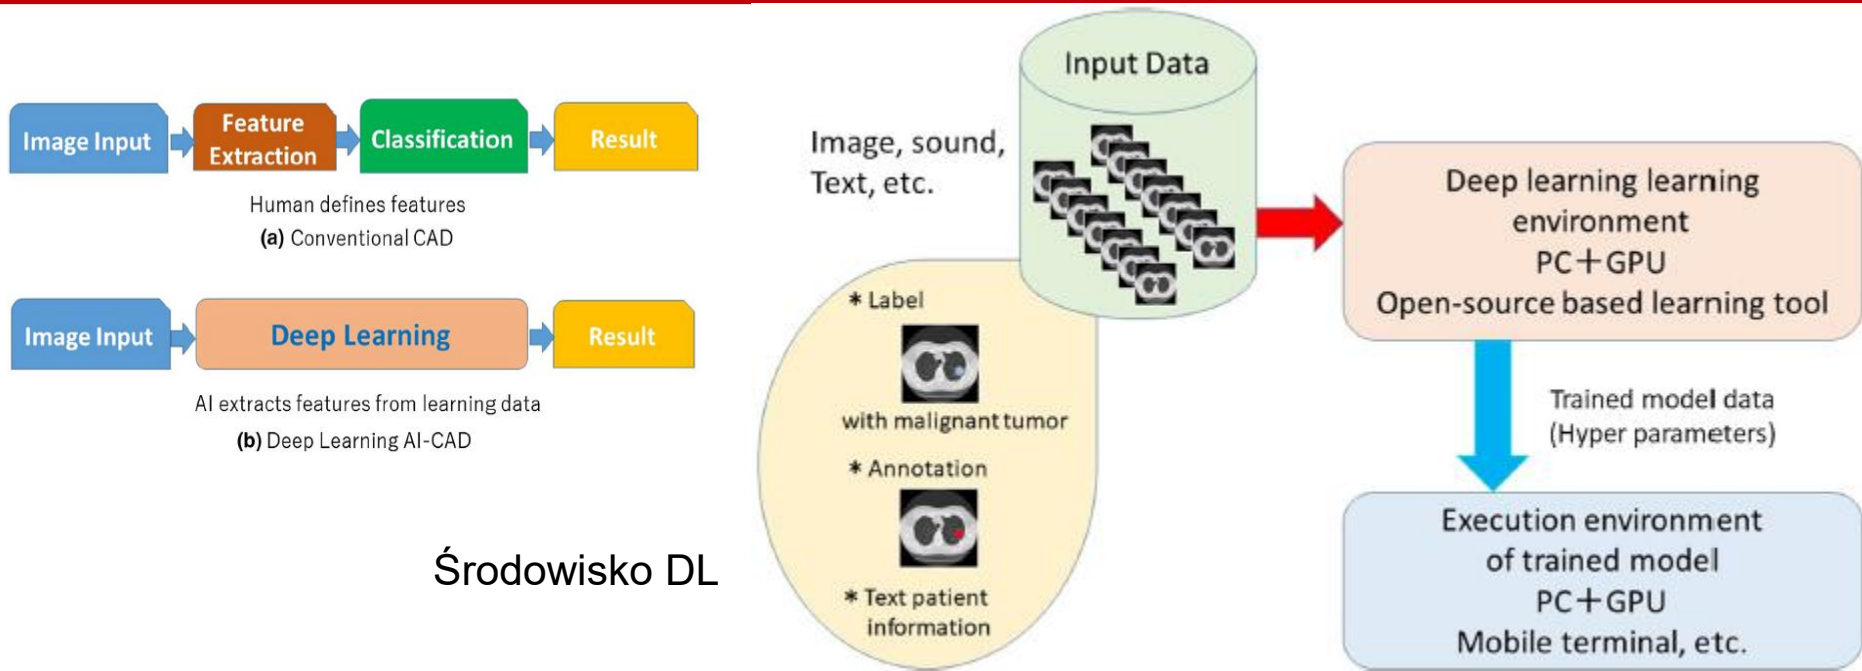 Image Input
Feature
Extraction
Classification
Result
Human defines features
(a) Conventional CAD
Image Input
Deep Learning
Result
AI extracts features from learning data
(b) Deep Learning AI-CAD
Środowisko DL
Input Data
Image, sound,
Text, etc.
* Label
with malignant tumor
* Annotation
* Text patient
information
Deep learning learning
environment
PC+GPU
Open-source based learning tool
Trained model data
(Hyper parameters)
Execution environment
of trained model
PC+GPU
Mobile terminal, etc.